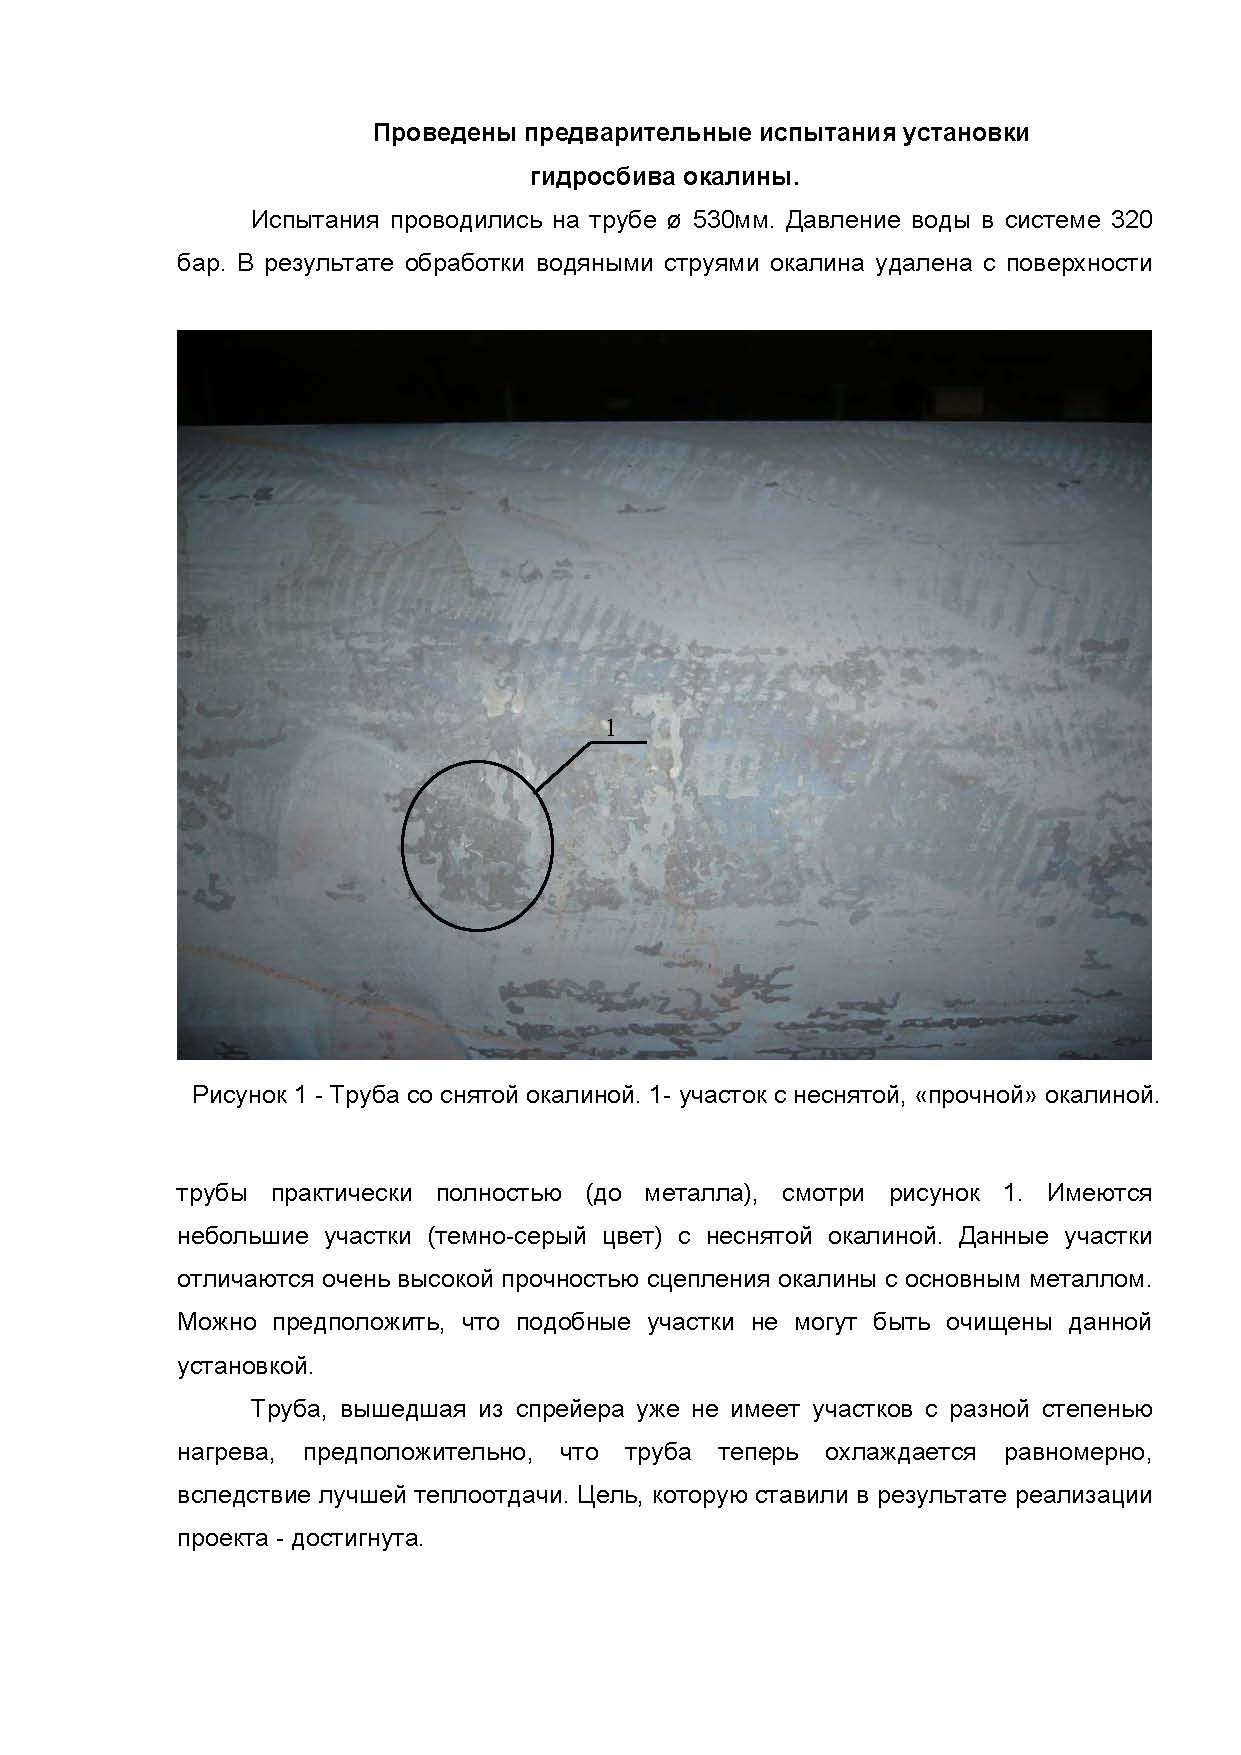 Проведены предварительные испытания установки
гидросбива окалины.
Испытания проводились на трубе ø 530мм. Давление воды в системе 320
бар. В результате обработки водяными струями окалина удалена с поверхности
1
Рисунок 1 - Труба со снятой окалиной. 1- участок с неснятой, «прочной» окалиной.
трубы практически полностью (до металла), смотри рисунок 1. Имеются
небольшие участки (темно-серый цвет) с неснятой окалиной. Данные участки
отличаются очень высокой прочностью сцепления окалины с основным металлом.
Можно предположить, что подобные участки не могут быть очищены данной
установкой.
Труба, вышедшая из спрейера уже не имеет участков с разной степенью
нагрева, предположительно, что труба теперь охлаждается равномерно,
вследствие лучшей теплоотдачи. Цель, которую ставили в результате реализации
проекта - достигнута.